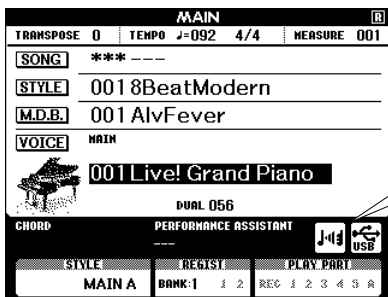 MAIN R
TRANSPOSE 0 TEMPO ♩=092 4/4 MEASURE 001
SONG ***---
STYLE 001 8BeatModern
M.D.B. 001 AlvFever
VOICE MAIN
001 Live! Grand Piano
DUAL 056
CHORD PERFORMANCE ASSISTANT
---
USB
STYLE REGIST PLAY PART
MAIN A BANK:1 1 2 REC 1 2 3 4 5 A